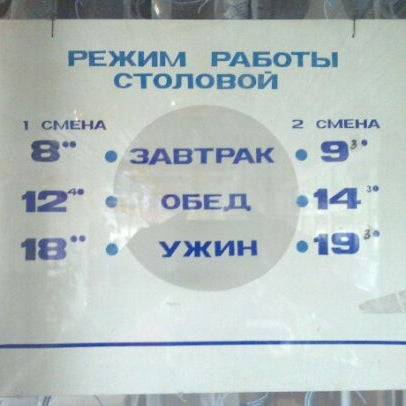 РЕЖИМ РАБОТЫ
СТОЛОВОЙ
1 СМЕНА 2 СМЕНА
8⁰⁰ • ЗАВТРАК • 9³⁰
12⁴⁰ • ОБЕД • 14³⁰
18⁰⁰ • УЖИН • 19³⁰